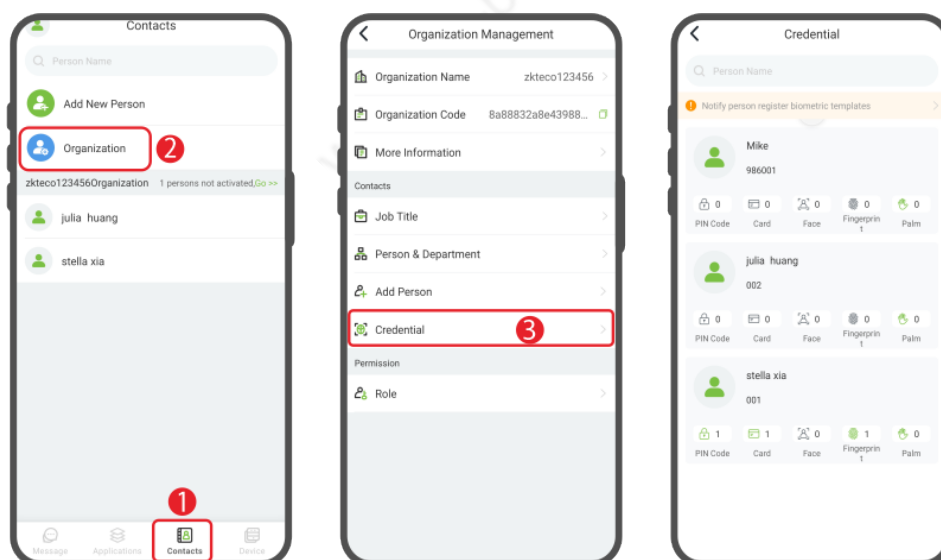 Contacts
Person Name
Add New Person
Organization
2
zkteco123456Organization 1 persons not activated,Go >>
julia huang
stella xia
1
Message Applications Contacts Device
Organization Management
Organization Name zkteco123456
Organization Code 8a88832a8e43988...
More Information
Contacts
Job Title
Person & Department
Add Person
Credential
3
Permission
Role
Credential
Person Name
Notify person register biometric templates
Mike
986001
0 0 0 0 0
PIN Code Card Face Fingerprin
t
Palm
julia huang
002
0 0 0 0 0
PIN Code Card Face Fingerprin
t
Palm
stella xia
001
1 1 0 1 0
PIN Code Card Face Fingerprin
t
Palm